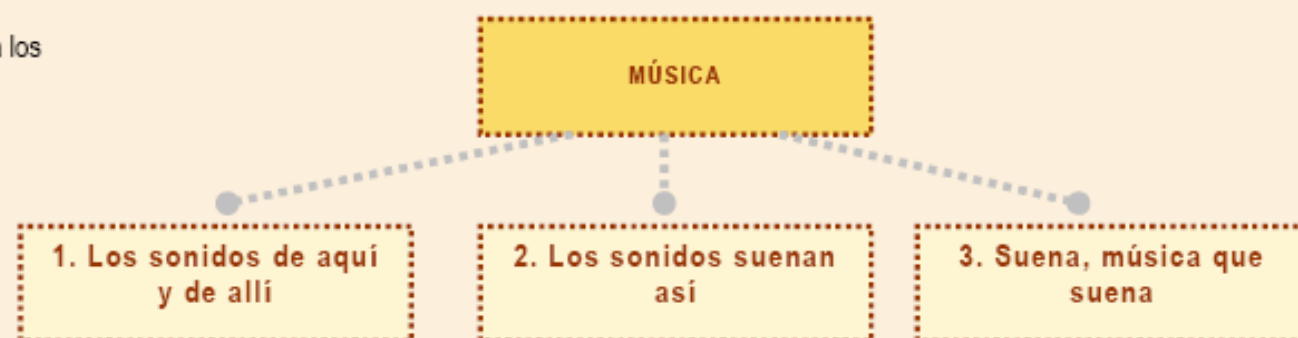 los
MÚSICA
1. Los sonidos de aquí
y de allí
2. Los sonidos suenan
así
3. Suena, música que
suena